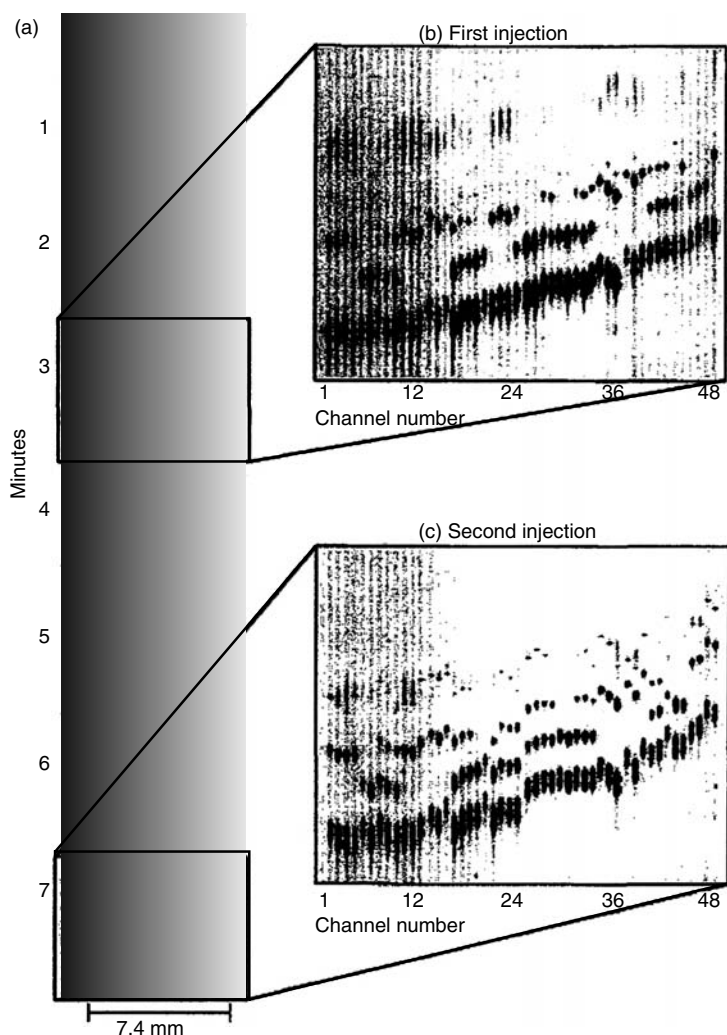 (a)
(b) First injection
1
2
3
Minutes
4
5
6
7
1 12 24 36 48
Channel number
(c) Second injection
1 12 24 36 48
Channel number
7.4 mm